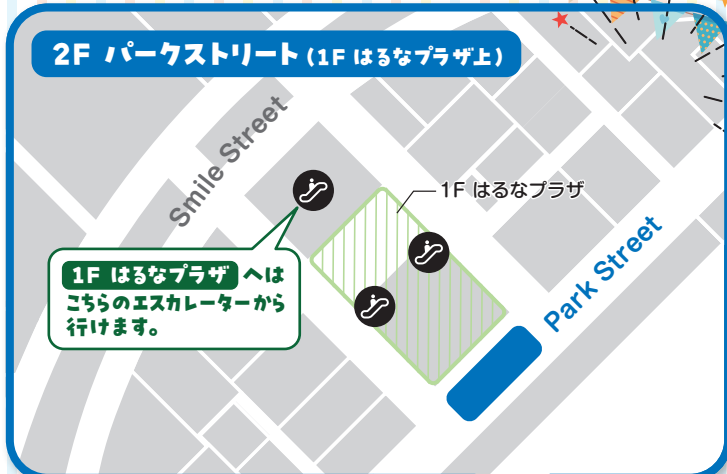 2F パークストリート(1F はるなプラザ上)
Smile Street
1F はるなプラザ
1F はるなプラザ へは
こちらのエスカレーターから
行けます。
Park Street